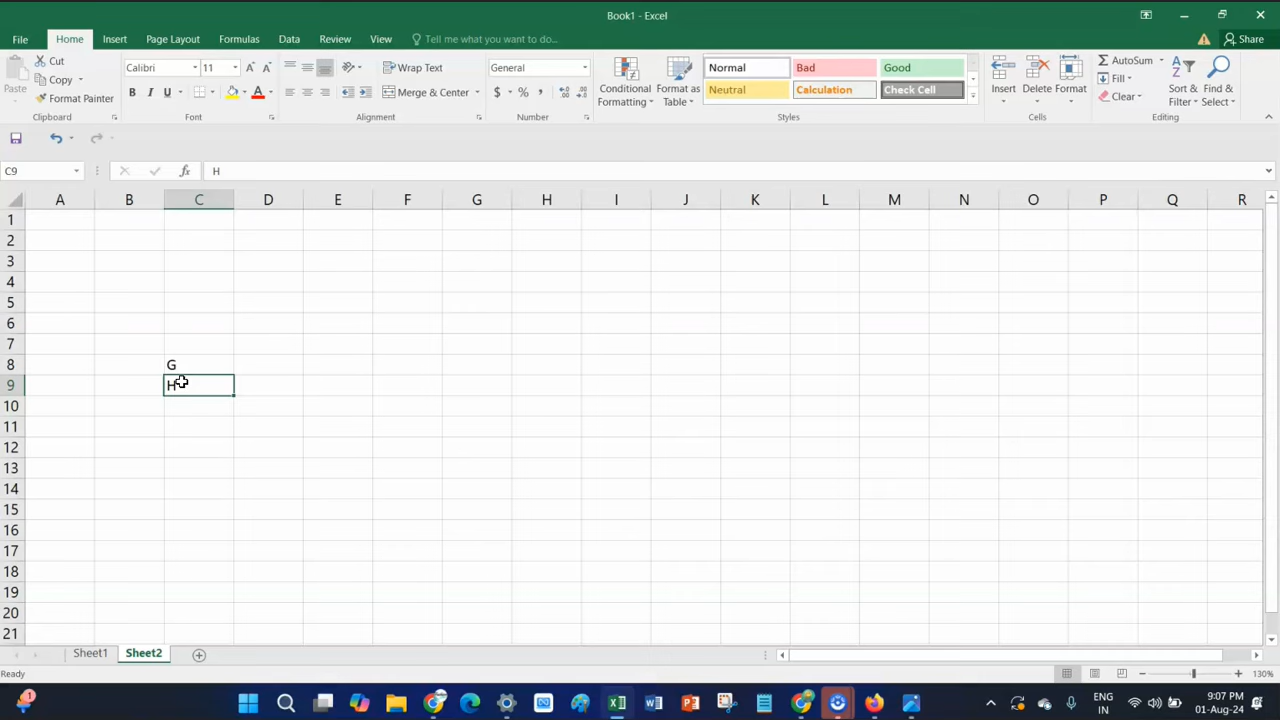 Book1 - Excel
File Home Insert Page Layout Formulas Data Review View Tell me what you want to do... Share
Paste
Cut
Copy
Format Painter
Clipboard
Calibri 11
B I U
Font
Wrap Text
Merge & Center
Alignment
General
$ % ,
Number
Conditional Formatting
Format as Table
Normal Bad Good
Neutral Calculation Check Cell
Styles
Insert Delete Format
Cells
AutoSum
Fill
Clear
Sort & Filter
Find & Select
Editing
C9 fx H
A B C D E F G H I J K L M N O P Q R
1
2
3
4
5
6
7
8 G
9 H
10
11
12
13
14
15
16
17
18
19
20
21
Sheet1 Sheet2
Ready 130%
1 ENG IN 9:07 PM 01-Aug-24